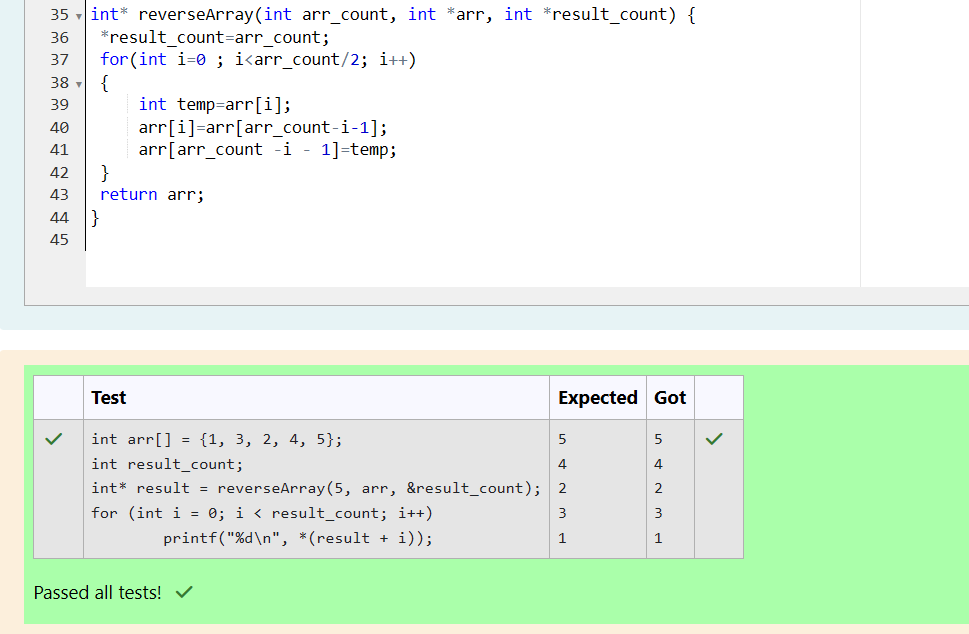 35 int* reverseArray(int arr_count, int *arr, int *result_count) {
36 *result_count=arr_count;
37 for(int i=0 ; i<arr_count/2; i++)
38 {
39 int temp=arr[i];
40 arr[i]=arr[arr_count-i-1];
41 arr[arr_count -i - 1]=temp;
42 }
43 return arr;
44 }
45
Test Expected Got
int arr[] = {1, 3, 2, 4, 5}; 5 5
int result_count; 4 4
int* result = reverseArray(5, arr, &result_count); 2 2
for (int i = 0; i < result_count; i++) 3 3
printf("%d\n", *(result + i)); 1 1
Passed all tests!